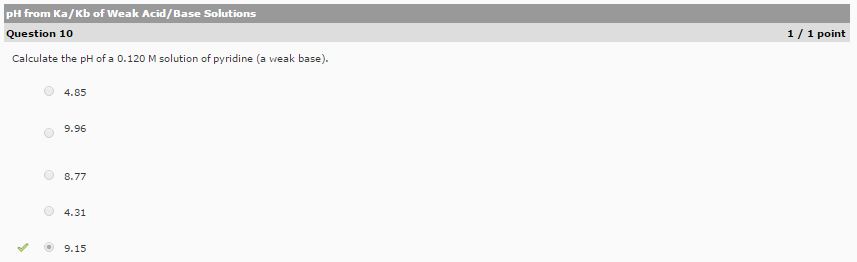 pH from Ka/Kb of Weak Acid/Base Solutions
Question 10 1 / 1 point
Calculate the pH of a 0.120 M solution of pyridine (a weak base).
4.85
9.96
8.77
4.31
9.15